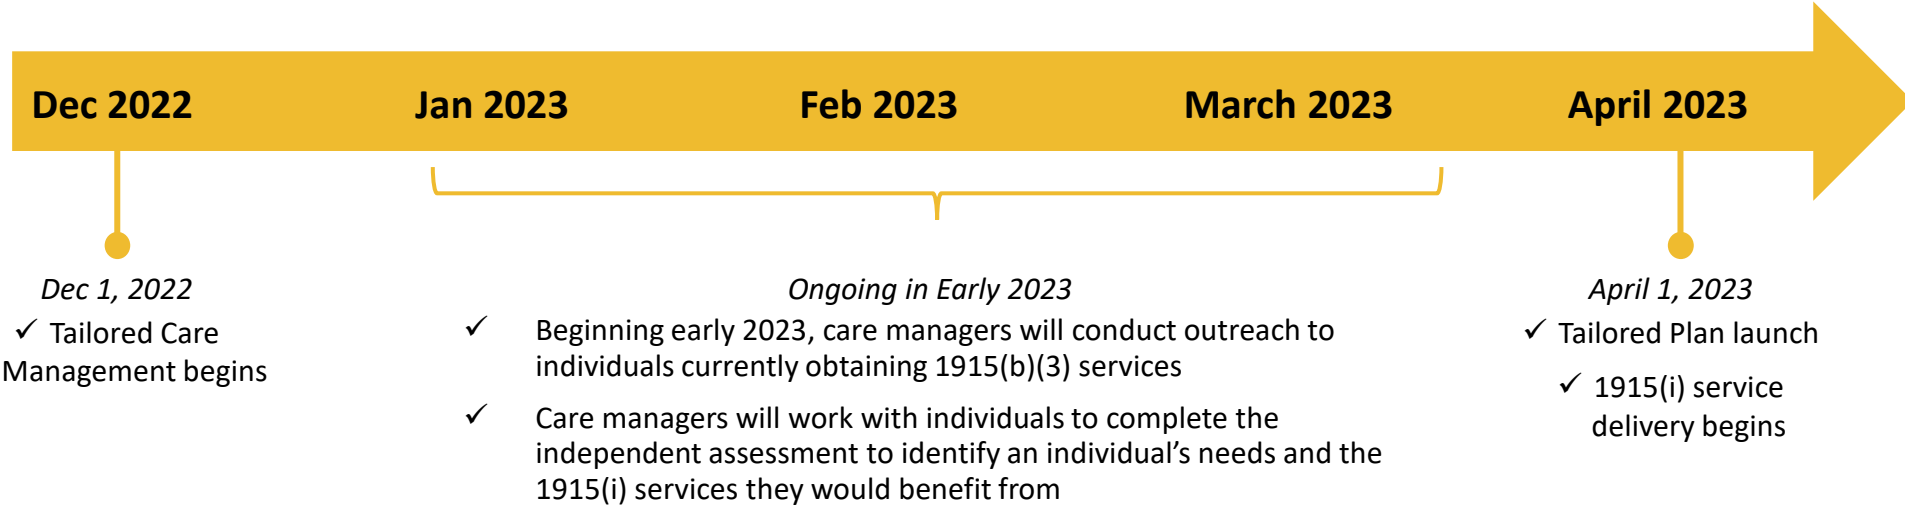 Dec 2022
Jan 2023
Feb 2023
March 2023
April 2023
Dec 1, 2022
✓ Tailored Care
Management begins
Ongoing in Early 2023
✓ Beginning early 2023, care managers will conduct outreach to
individuals currently obtaining 1915(b)(3) services
✓ Care managers will work with individuals to complete the
independent assessment to identify an individual’s needs and the
1915(i) services they would benefit from
April 1, 2023
✓ Tailored Plan launch
✓ 1915(i) service
delivery begins